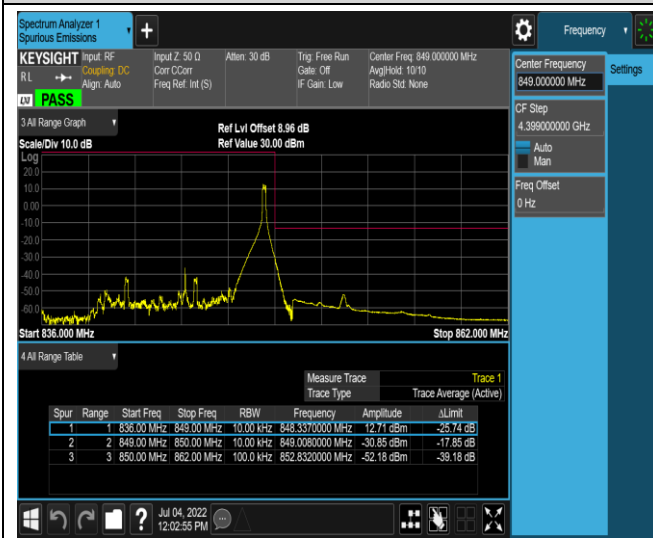 Spectrum Analyzer 1
Spurious Emissions
Frequency
KEYSIGHT Input: RF Input Z: 50 Ω Atten: 30 dB Trig: Free Run Center Freq: 849.000000 MHz
RL Coupling: DC Corr CCorr Gate: Off Avg|Hold: 10/10
Align: Auto Freq Ref: Int (S) IF Gain: Low Radio Std: None
LXI PASS
Center Frequency
849.000000 MHz
Settings
CF Step
4.399000000 GHz
Auto
Man
Freq Offset
0 Hz
3 All Range Graph
Ref Lvl Offset 8.96 dB
Scale/Div 10.0 dB Ref Value 30.00 dBm
Log
20.0
10.0
0.00
-10.0
-20.0
-30.0
-40.0
-50.0
-60.0
Start 836.000 MHz Stop 862.000 MHz
4 All Range Table
Measure Trace Trace 1
Trace Type Trace Average (Active)
Spur Range Start Freq Stop Freq RBW Frequency Amplitude ΔLimit
1 1 836.00 MHz 849.00 MHz 10.00 kHz 848.3370000 MHz 12.71 dBm -25.74 dB
2 2 849.00 MHz 850.00 MHz 10.00 kHz 849.0080000 MHz -30.85 dBm -17.85 dB
3 3 850.00 MHz 862.00 MHz 100.0 kHz 852.8320000 MHz -52.18 dBm -39.18 dB
Jul 04, 2022
12:02:55 PM